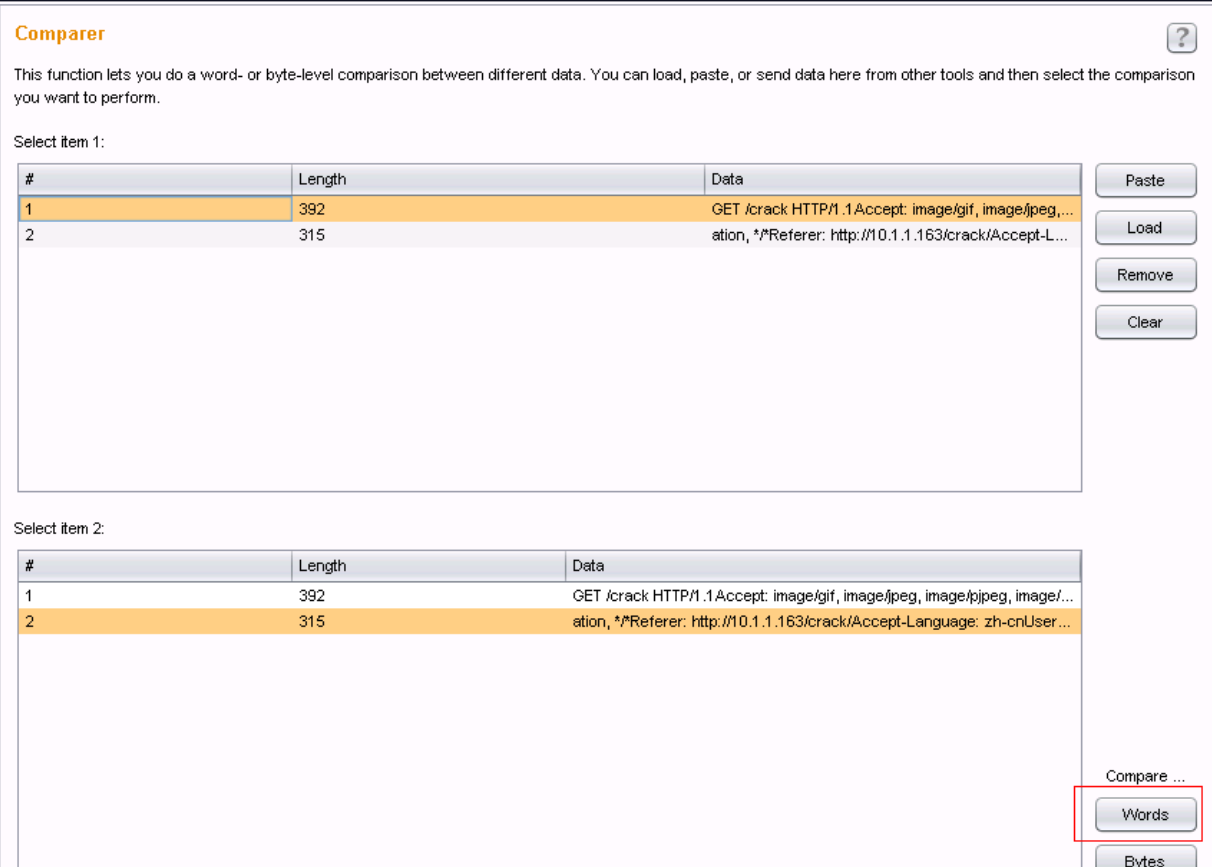 Comparer
?
This function lets you do a word- or byte-level comparison between different data. You can load, paste, or send data here from other tools and then select the comparison
you want to perform.
Select item 1:
# Length Data
Paste
1 392 GET /crack HTTP/1.1Accept: image/gif, image/jpeg,...
Load
2 315 ation, */*Referer: http://10.1.1.163/crack/Accept-L...
Remove
Clear
Select item 2:
# Length Data
1 392 GET /crack HTTP/1.1Accept: image/gif, image/jpeg, image/pjpeg, image/...
2 315 ation, */*Referer: http://10.1.1.163/crack/Accept-Language: zh-cnUser...
Compare ...
Words
Bytes